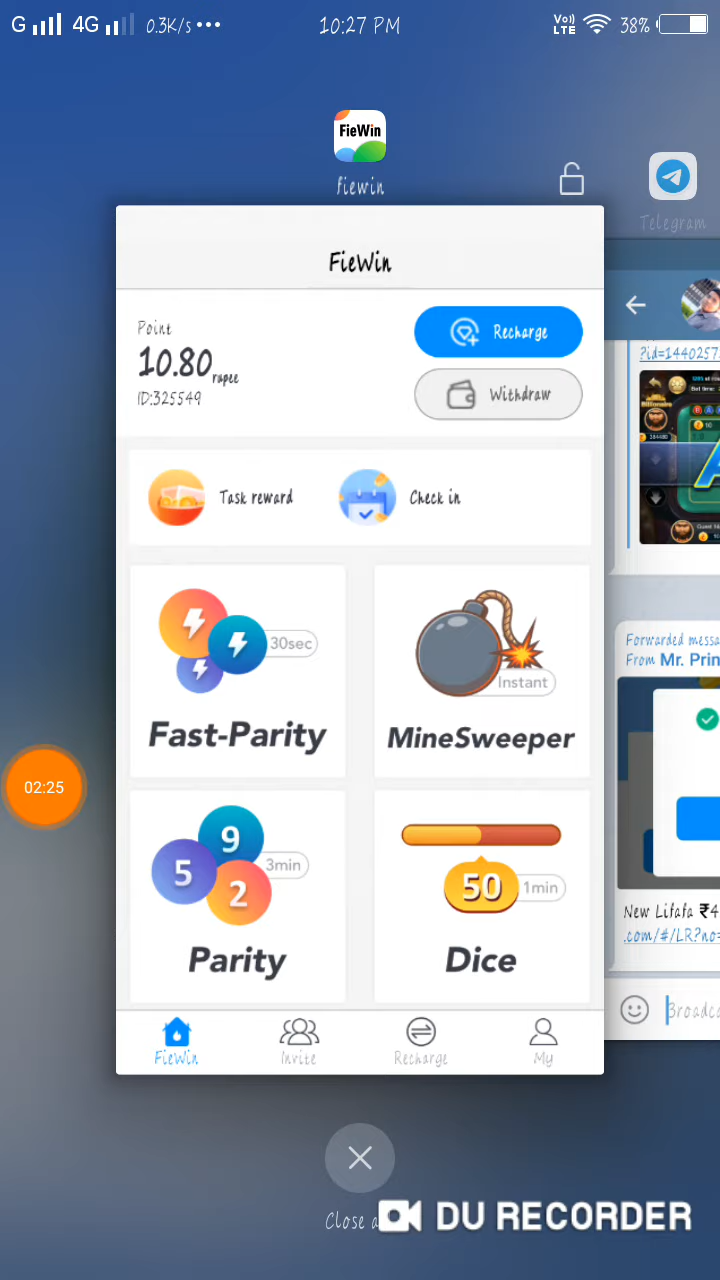 G 4G 0.3K/s ••• 10:27 PM Vo)) LTE 38%
FieWin
fiewin
Telegram
FieWin
Point
10.80 rupee
ID:325549
Recharge
Withdraw
?id=1440257
Task reward
Check in
30sec
Fast-Parity
Instant
MineSweeper
Forwarded messa
From Mr. Prin
02:25
9
5
2
3min
Parity
50
1min
Dice
New Lifafa ₹4
.com/#/LR?no=
Broadca
FieWin
Invite
Recharge
My
Close a
DU RECORDER